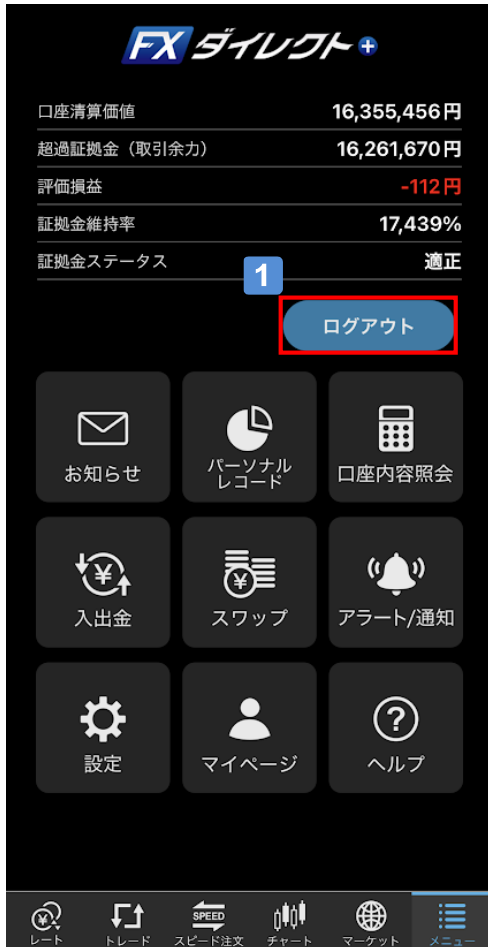 FXダイレクト+
口座清算価値 16,355,456円
超過証拠金（取引余力） 16,261,670円
評価損益 -112円
証拠金維持率 17,439%
証拠金ステータス 適正
1
ログアウト
お知らせ
パーソナル
レコード
口座内容照会
入出金
スワップ
アラート/通知
設定
マイページ
ヘルプ
レート トレード SPEED スピード注文 チャート マーケット メニュー